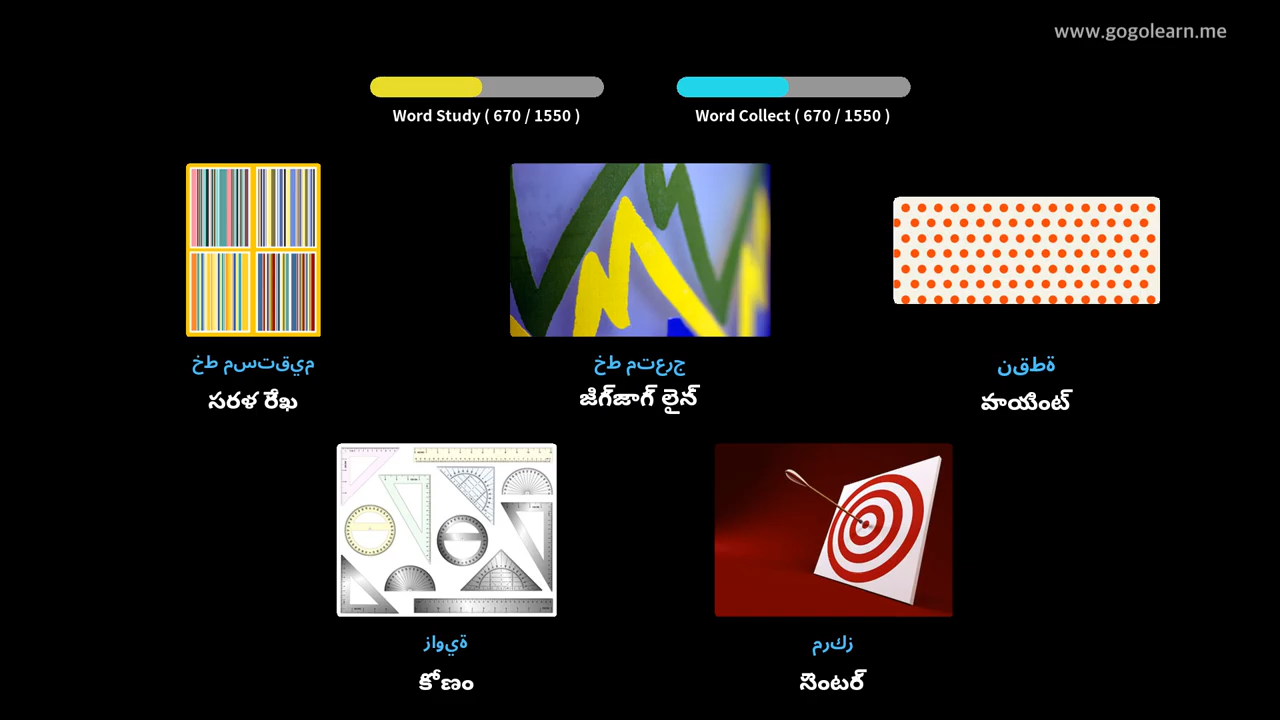 www.gogolearn.me
Word Study ( 670 / 1550 )
Word Collect ( 670 / 1550 )
خط مستقيم
సరళ రేఖ
خط متعرج
జిగ్‌జాగ్ లైన్
نقطة
పాయింట్
زاوية
కోణం
مركز
సెంటర్